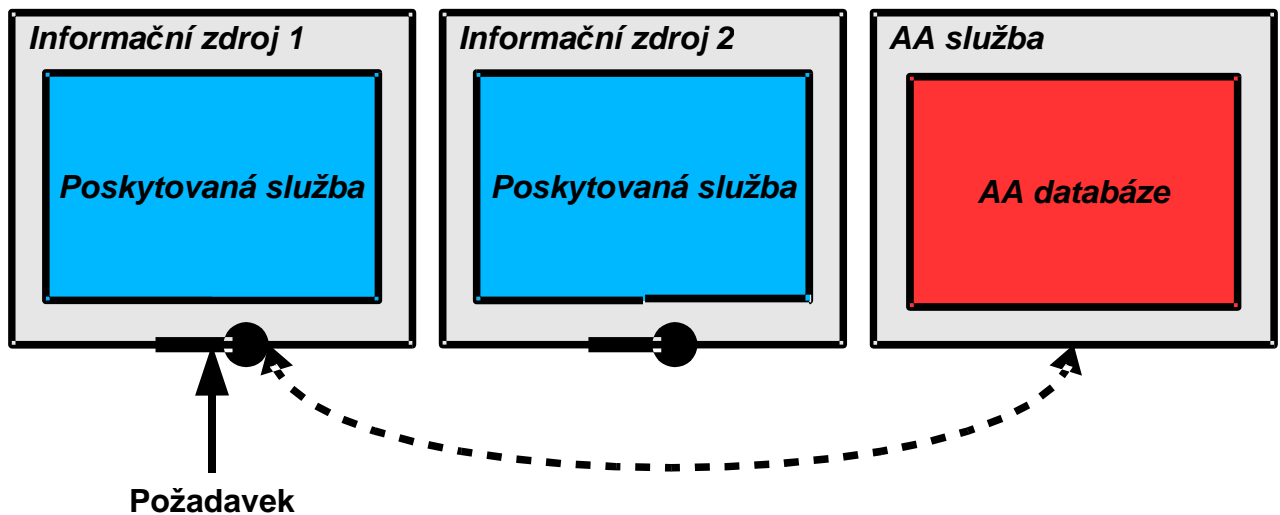 Informační zdroj 1
Informační zdroj 2
AA služba
Poskytovaná služba
Poskytovaná služba
AA databáze
Požadavek